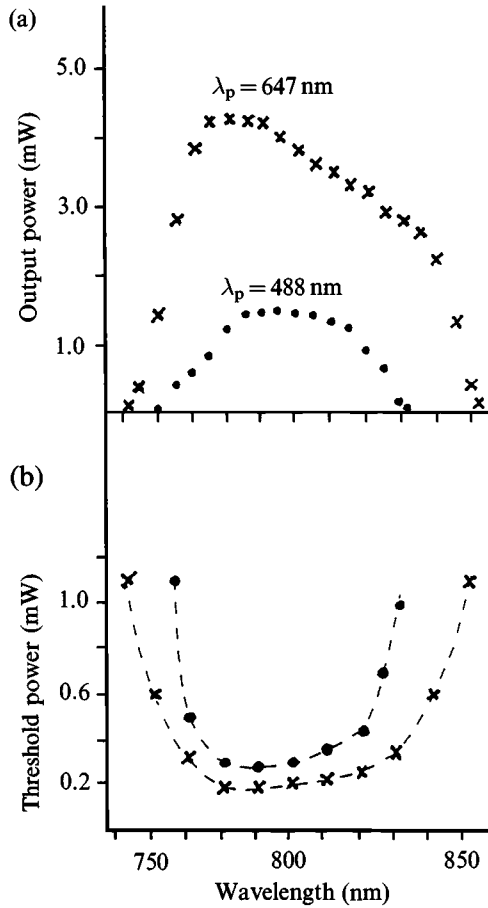 (a)
5.0
3.0
1.0
Output power (mW)
λp = 647 nm
λp = 488 nm
(b)
1.0
0.6
0.2
Threshold power (mW)
750
800
850
Wavelength (nm)